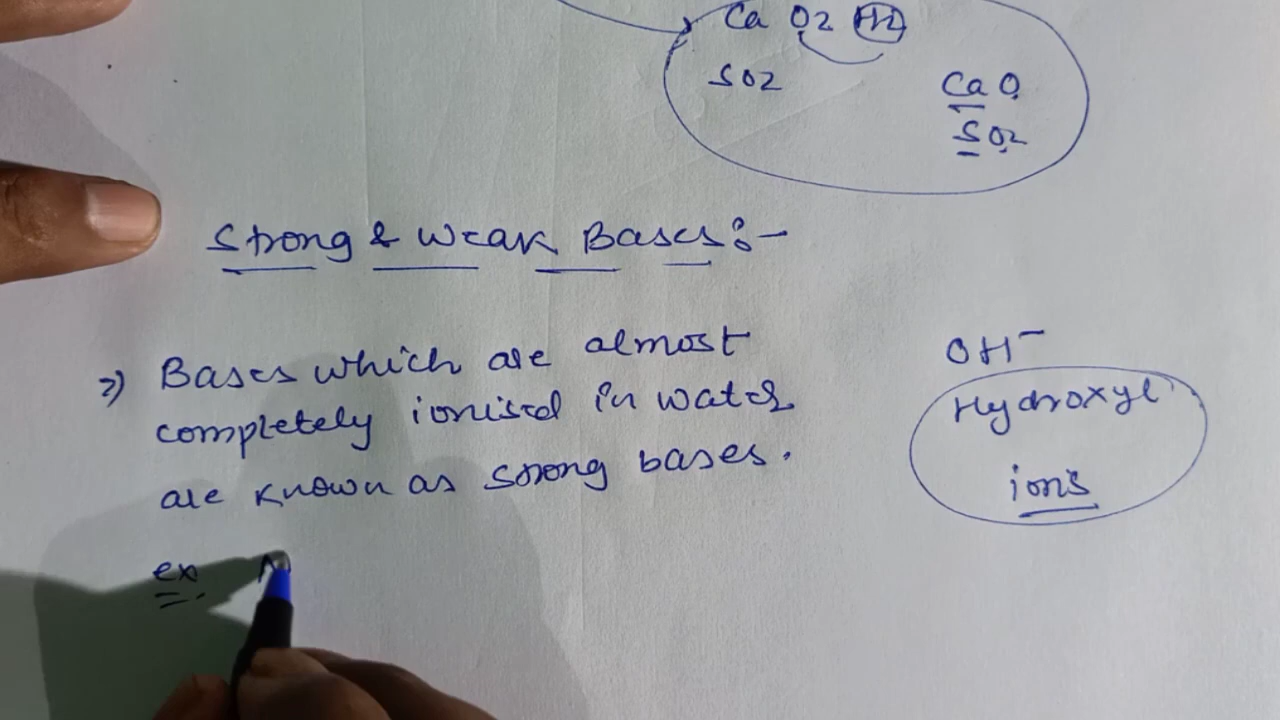 Ca O2 H2
SO2
CaO
SO2
Strong & Weak Bases:-
OH-
=) Bases which are almost
completely ionised in water
are known as strong bases.
Hydroxyl
ions
ex. N